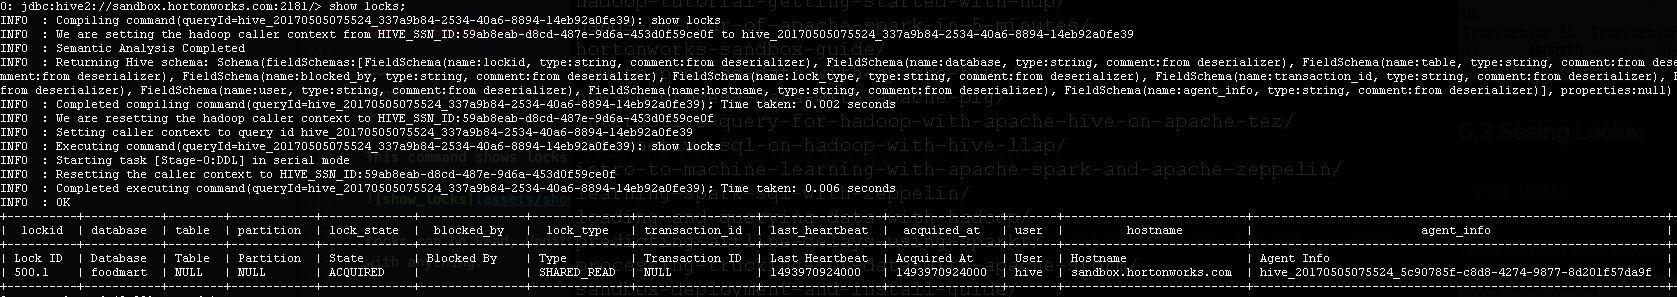 0: jdbc:hive2://sandbox.hortonworks.com:2181/> show locks;
INFO  : Compiling command(queryId=hive_20170505075524_337a9b84-2534-40a6-8894-14eb92a0fe39): show locks
INFO  : We are setting the hadoop caller context from HIVE_SSN_ID:59ab8eab-d8cd-487e-9d6a-453d0f59ce0f to hive_20170505075524_337a9b84-2534-40a6-8894-14eb92a0fe39
INFO  : Semantic Analysis Completed
INFO  : Returning Hive schema: Schema(fieldSchemas:[FieldSchema(name:lockid, type:string, comment:from deserializer), FieldSchema(name:database, type:string, comment:from deserializer), FieldSchema(name:table, type:string, comment:from dese
mment:from deserializer), FieldSchema(name:blocked_by, type:string, comment:from deserializer), FieldSchema(name:lock_type, type:string, comment:from deserializer), FieldSchema(name:transaction_id, type:string, comment:from deserializer),
from deserializer), FieldSchema(name:user, type:string, comment:from deserializer), FieldSchema(name:hostname, type:string, comment:from deserializer), FieldSchema(name:agent_info, type:string, comment:from deserializer)], properties:null)
INFO  : Completed compiling command(queryId=hive_20170505075524_337a9b84-2534-40a6-8894-14eb92a0fe39); Time taken: 0.002 seconds
INFO  : We are resetting the hadoop caller context to HIVE_SSN_ID:59ab8eab-d8cd-487e-9d6a-453d0f59ce0f
INFO  : Setting caller context to query id hive_20170505075524_337a9b84-2534-40a6-8894-14eb92a0fe39
INFO  : Executing command(queryId=hive_20170505075524_337a9b84-2534-40a6-8894-14eb92a0fe39): show locks
INFO  : Starting task [Stage-0:DDL] in serial mode
INFO  : Resetting the caller context to HIVE_SSN_ID:59ab8eab-d8cd-487e-9d6a-453d0f59ce0f
INFO  : Completed executing command(queryId=hive_20170505075524_337a9b84-2534-40a6-8894-14eb92a0fe39); Time taken: 0.006 seconds
INFO  : OK
| lockid | database | table | partition | lock_state | blocked_by | lock_type | transaction_id | last_heartbeat | acquired_at | user | hostname | agent_info |
| Lock ID | Database | Table | Partition | State | Blocked By | Type | Transaction ID | Last Heartbeat | Acquired At | User | Hostname | Agent Info |
| 500.1 | foodmart | NULL | NULL | ACQUIRED | | SHARED_READ | NULL | 1493970924000 | 1493970924000 | hive | sandbox.hortonworks.com | hive_20170505075524_5c90785f-c8d8-4274-9877-8d201f57da9f |
6.2 Seeing Locks: